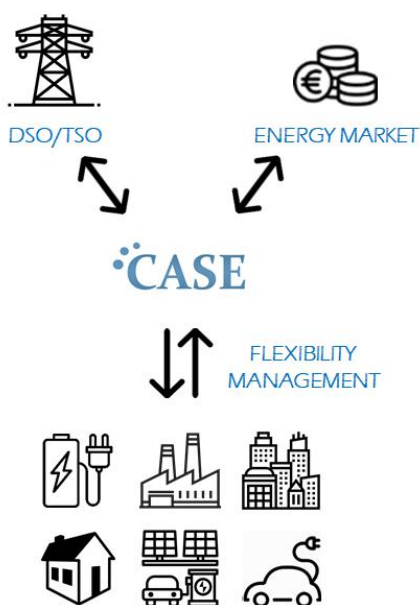 DSO/TSO
ENERGY MARKET
CASE
FLEXIBILITY
MANAGEMENT